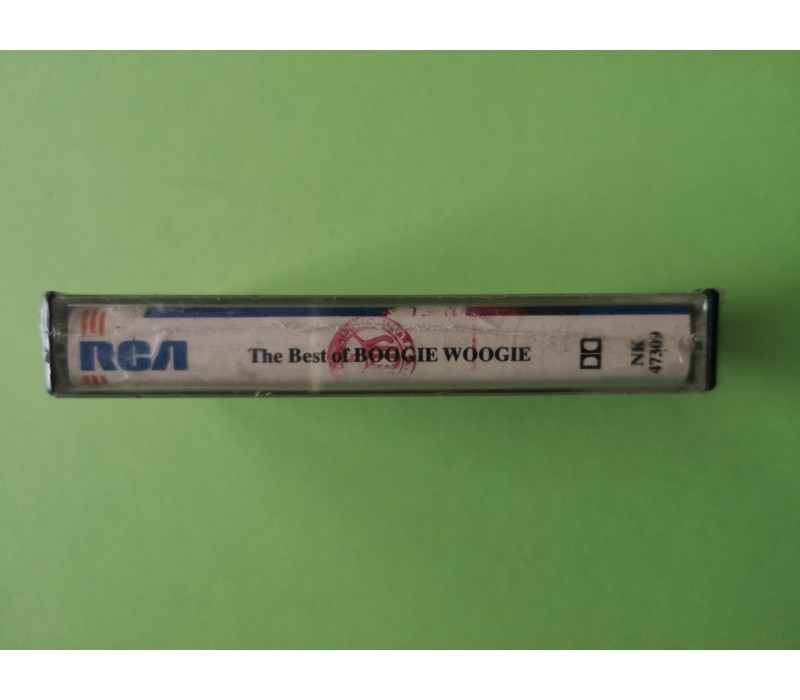 RCA
The Best of BOOGIE WOOGIE
NK
47309